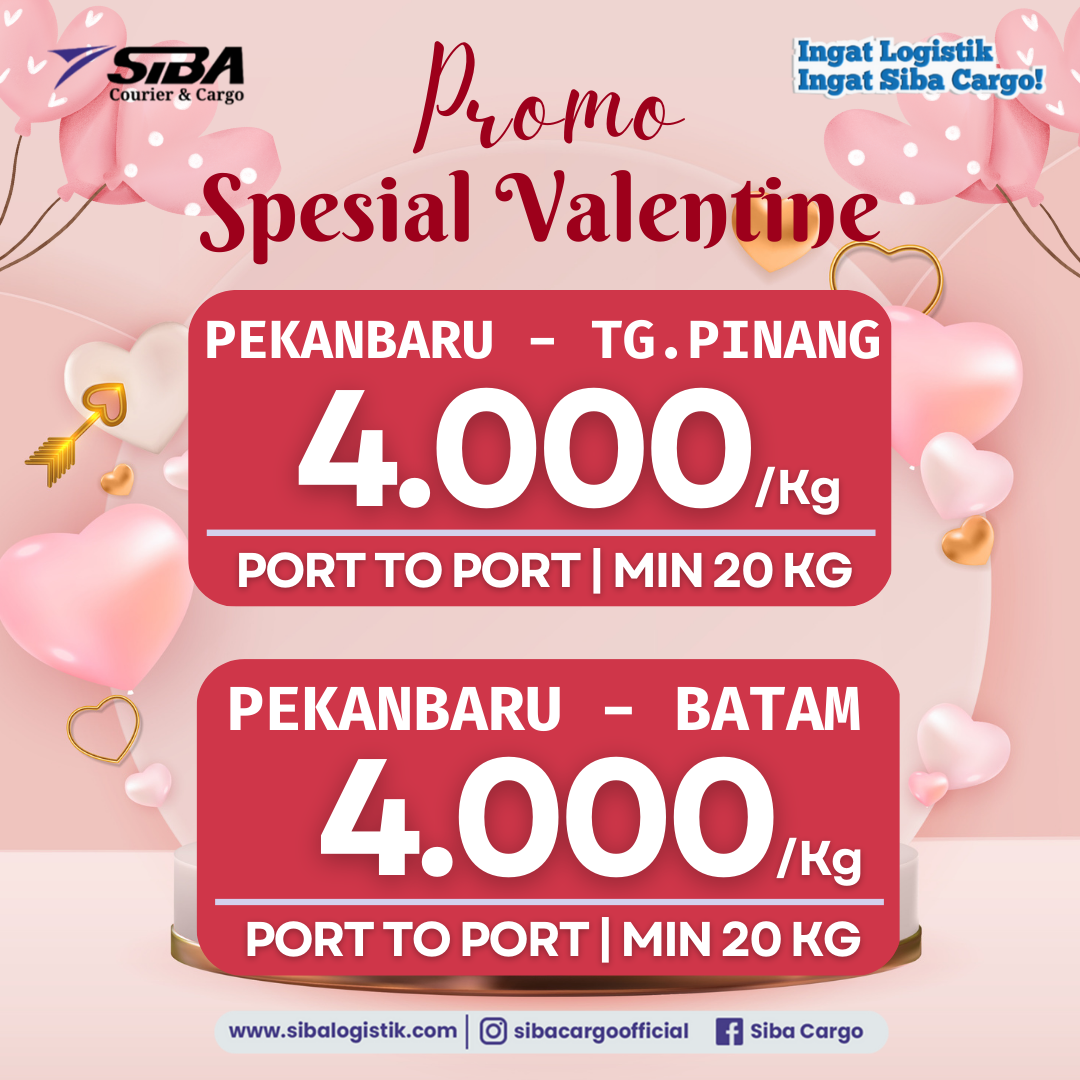 SiBA
Courier & Cargo
Ingat Logistik
Ingat Siba Cargo!
Promo
Spesial Valentine
PEKANBARU - TG.PINANG
4.000/Kg
PORT TO PORT | MIN 20 KG
PEKANBARU - BATAM
4.000/Kg
PORT TO PORT | MIN 20 KG
www.sibalogistik.com | sibacargoofficial Siba Cargo